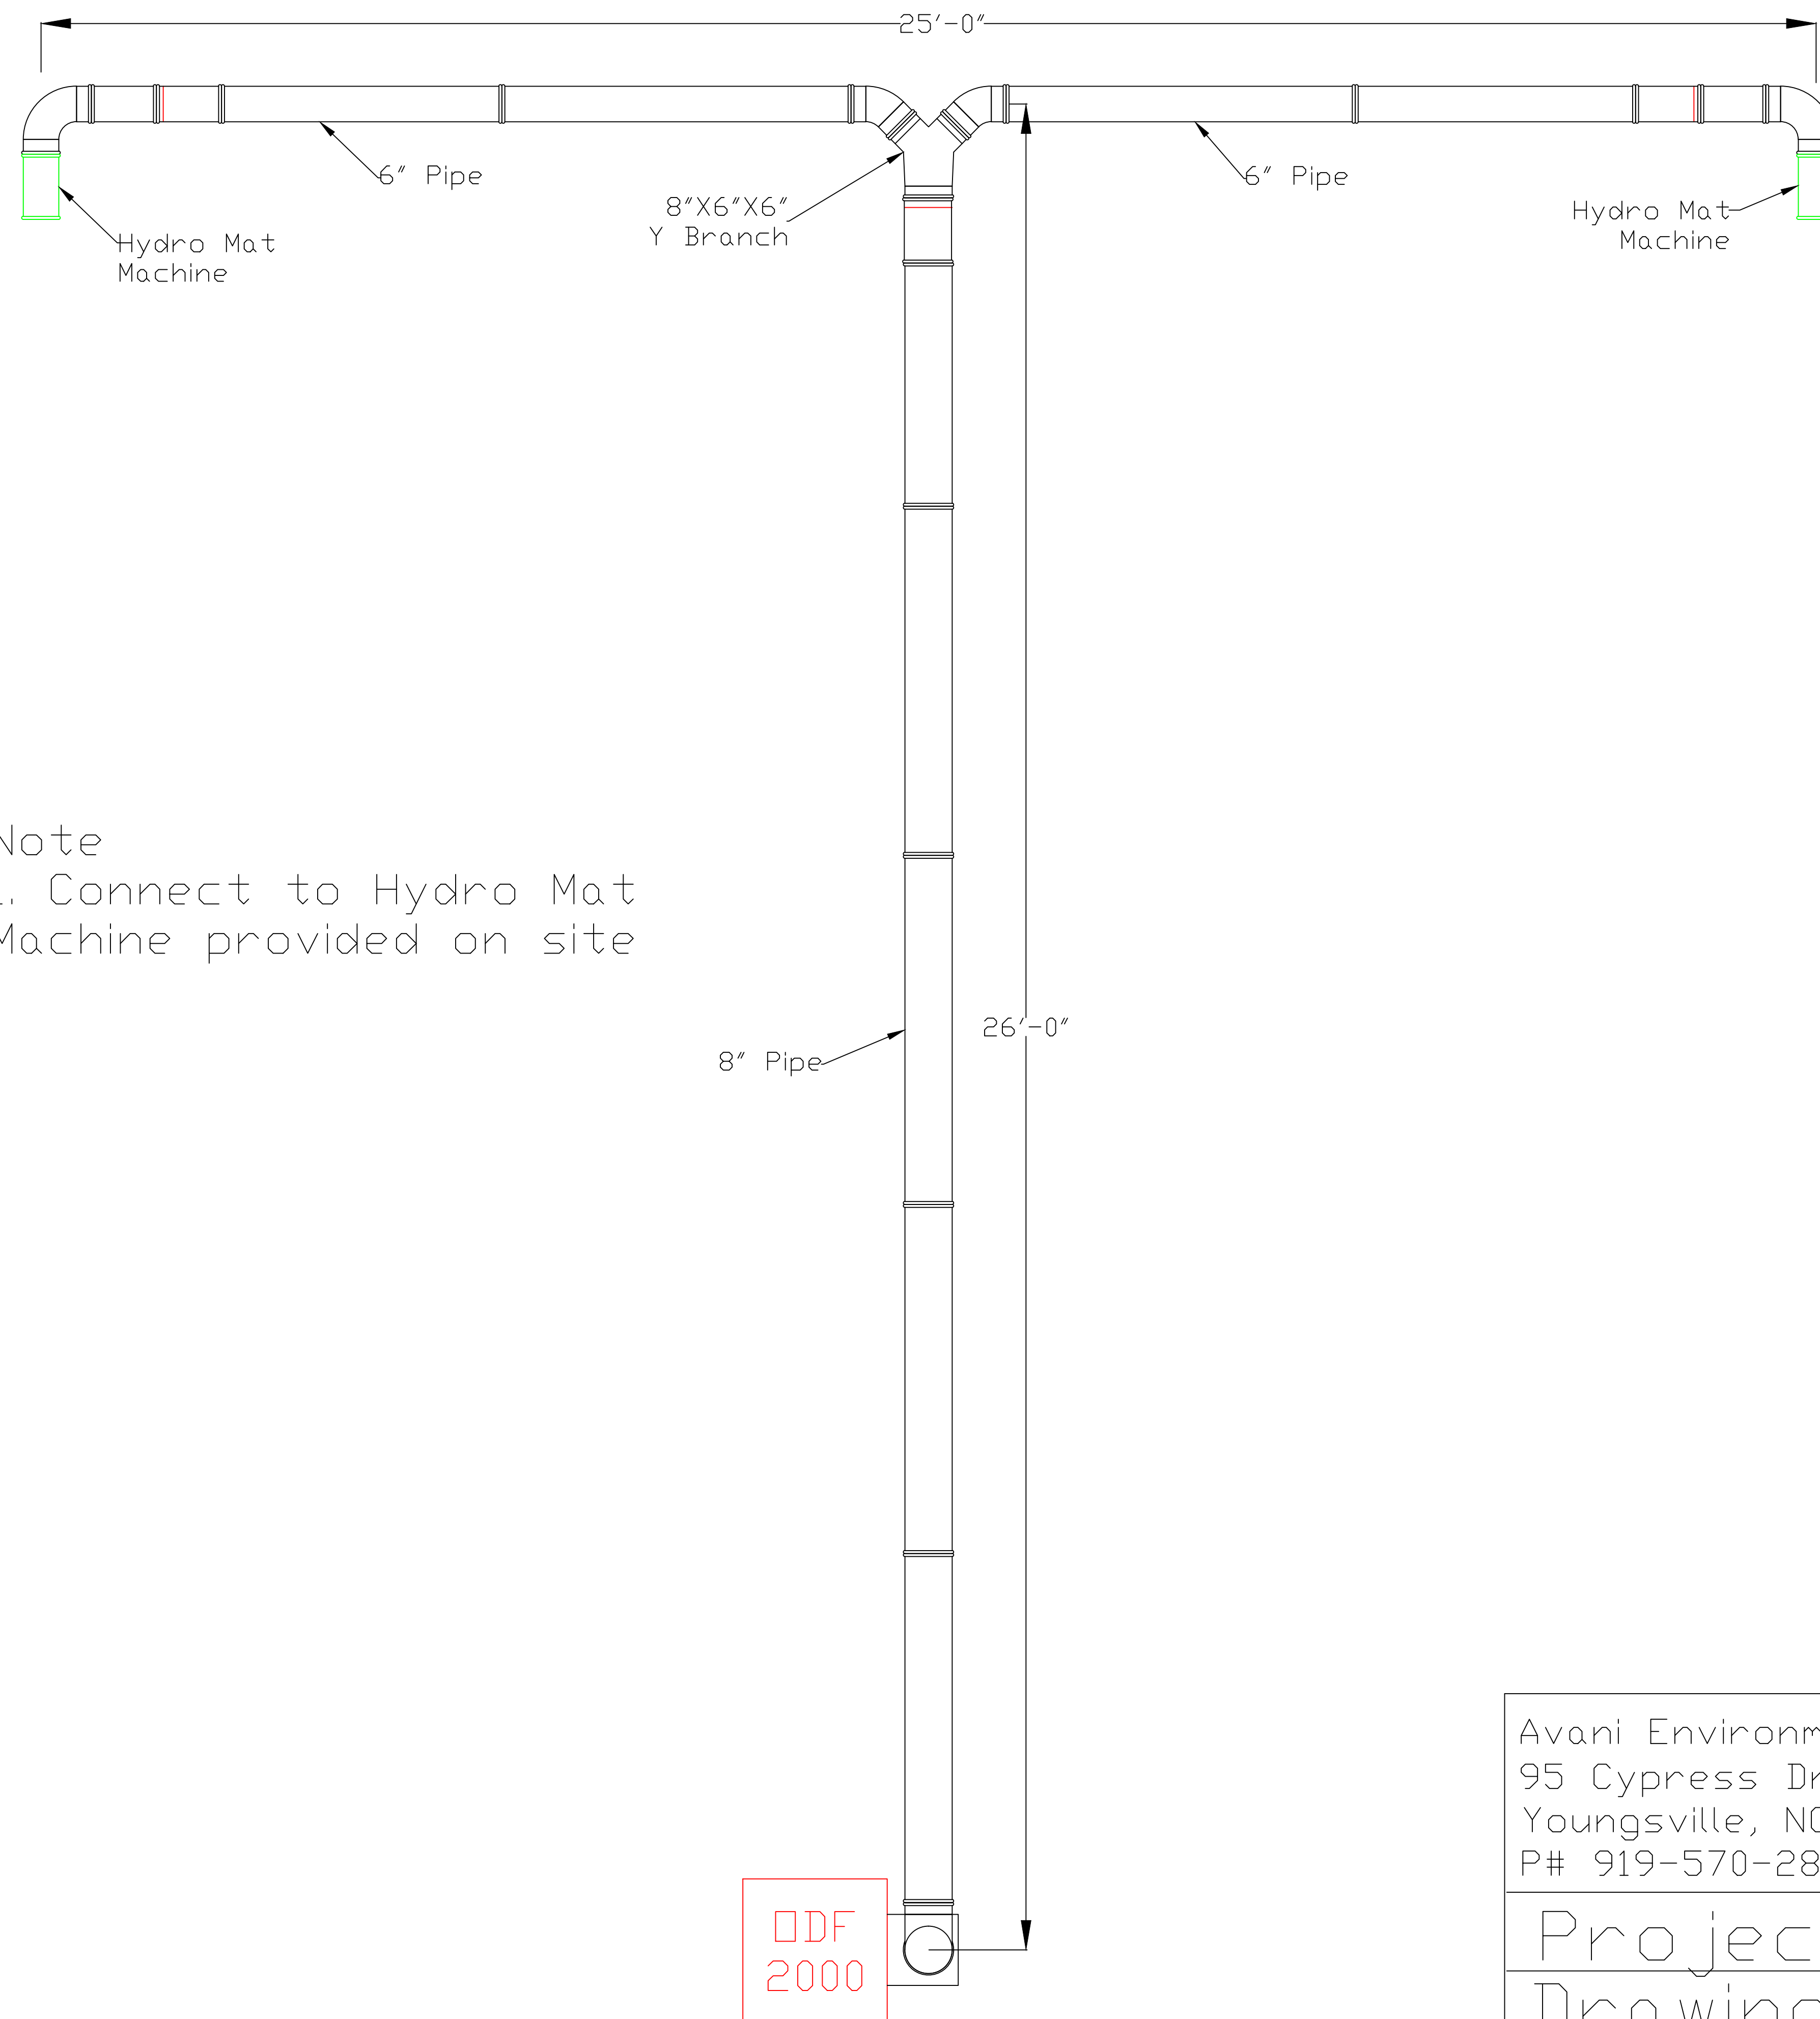 25'-0"
6" Pipe
6" Pipe
8"X6"X6"
Y Branch
Hydro Mat
Machine
Hydro Mat
Machine
Note
. Connect to Hydro Mat
Machine provided on site
26'-0"
8" Pipe
ODF
2000
Avani Environm
95 Cypress Dr
Youngsville, NC
P# 919-570-28
Projec
Drawing